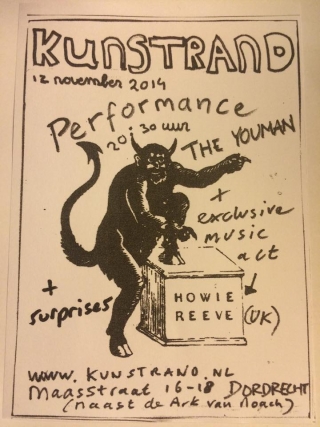 KUNSTRAND
12 november 2014
Performance
20:30 uur
THE YOUMAN
+
exclusive
music
act
HOWIE
REEVE
(UK)
+
surprises
WWW.KUNSTRAND.NL
Maasstraat 16-18 DORDRECHT
(naast de Ark van Noach)